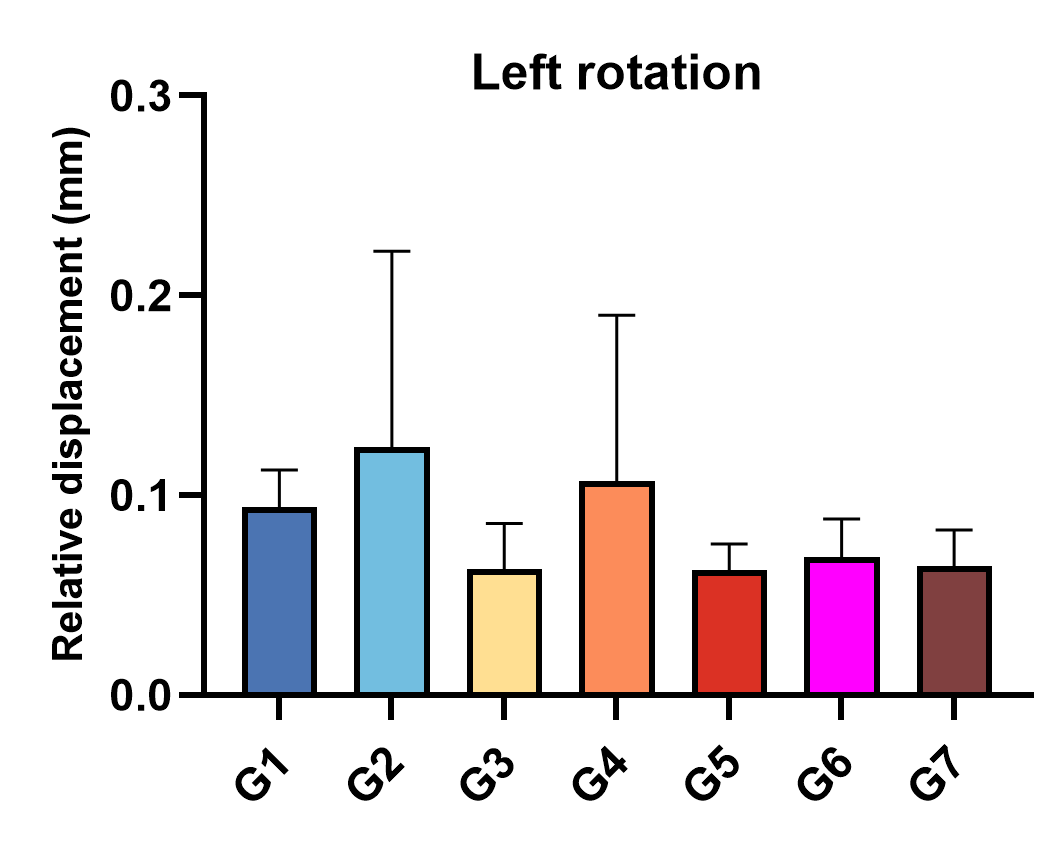 Left rotation
Relative displacement (mm)
0.3
0.2
0.1
0.0
G1 G2 G3 G4 G5 G6 G7